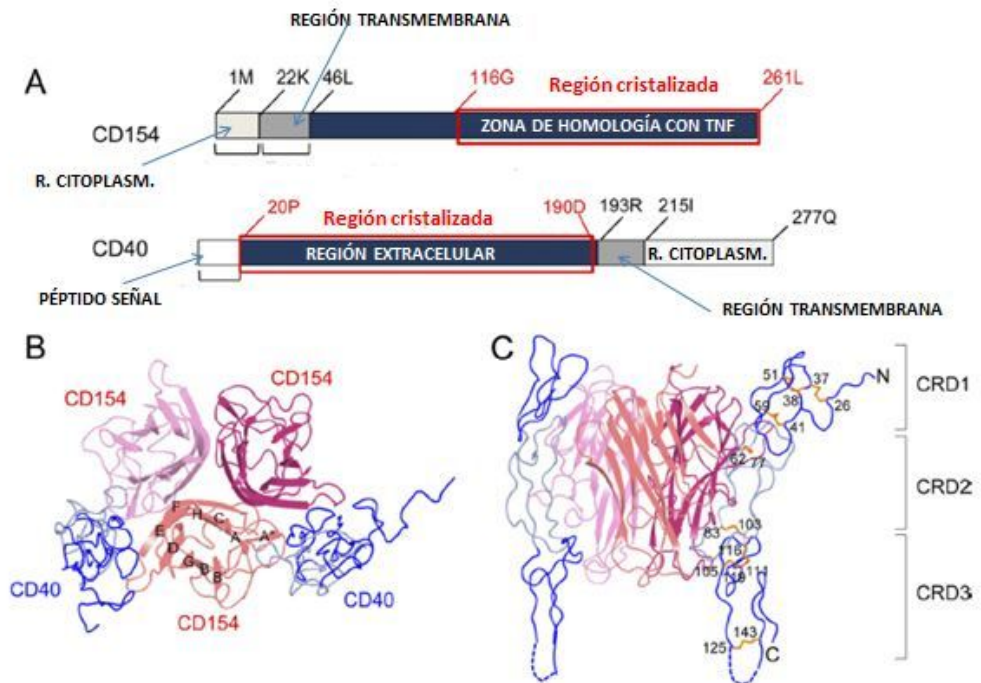 REGIÓN TRANSMEMBRANA
A
1M 22K 46L 116G Región cristalizada 261L
CD154 ZONA DE HOMOLOGÍA CON TNF
R. CITOPLASM.
20P Región cristalizada 190D 193R 215I 277Q
CD40 REGIÓN EXTRACELULAR R. CITOPLASM.
PÉPTIDO SEÑAL
REGIÓN TRANSMEMBRANA
B
CD154 CD154
F H C A A"
E D G B B'
CD40 CD154 CD40
C
51 37 N CRD1
38 26
59 41
62 77
CRD2
83 103
116
105 111
CRD3
143
125 C